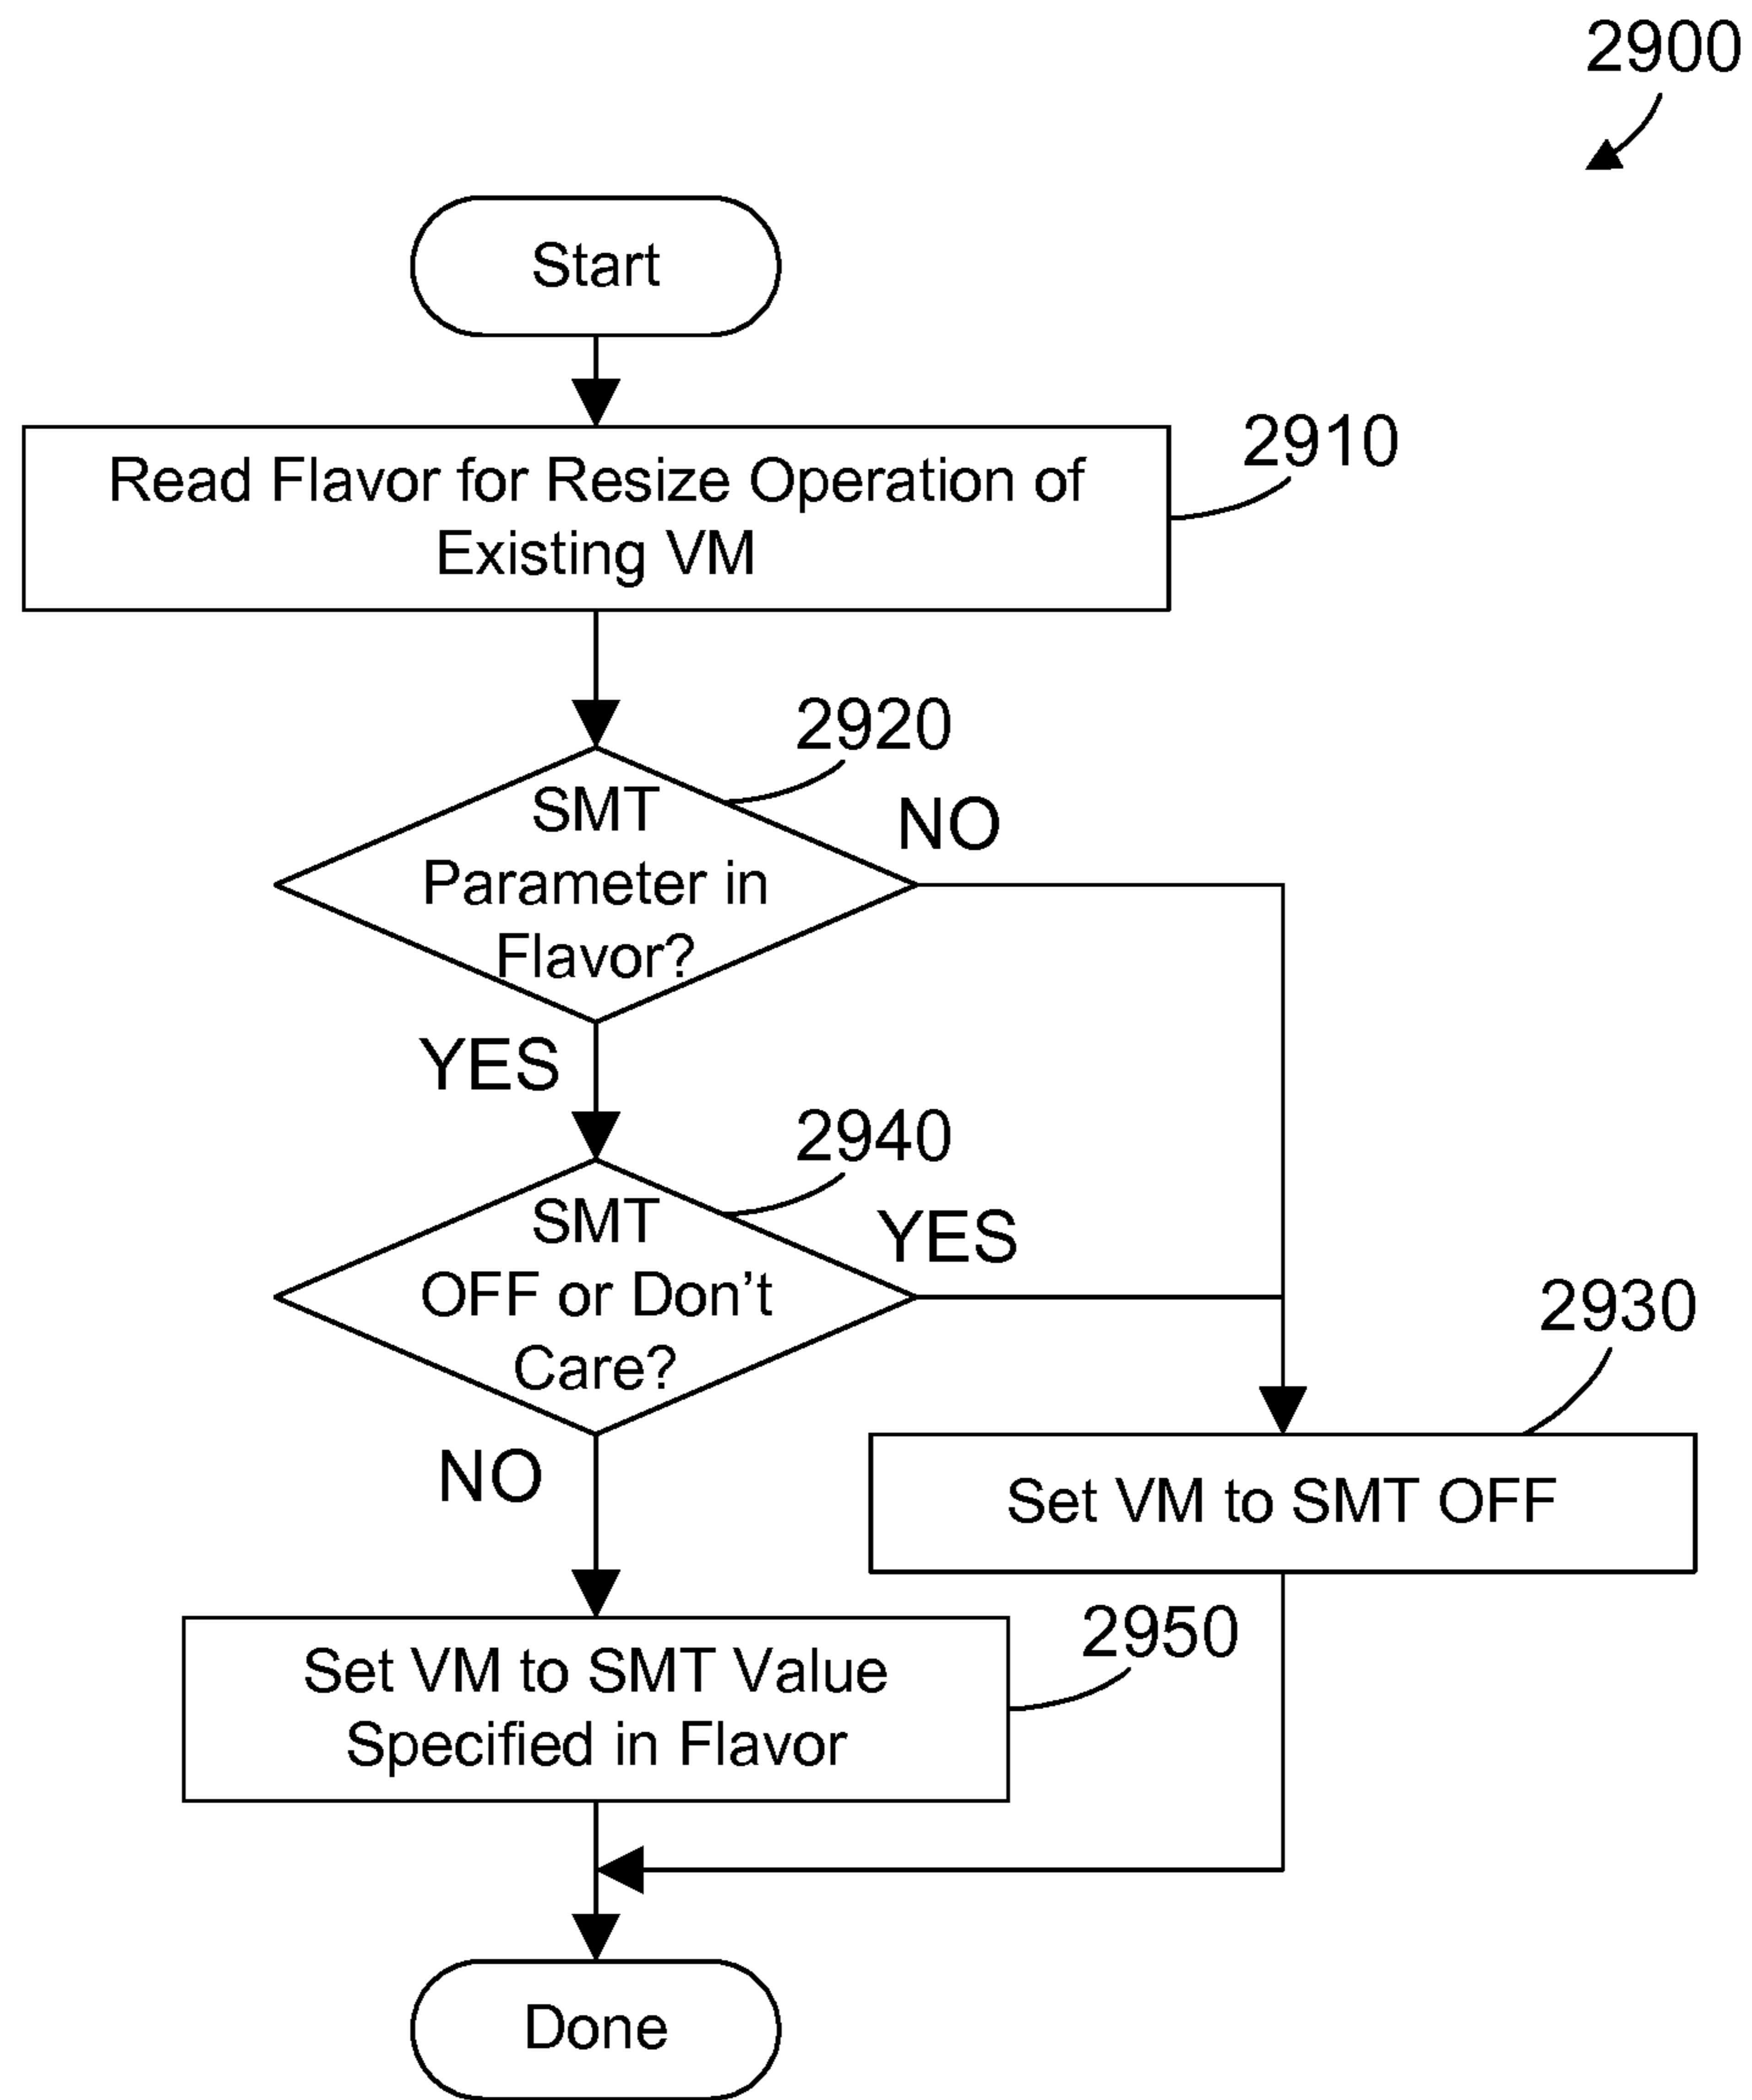 2900
Start
2910
Read Flavor for Resize Operation of
Existing VM
2920
SMT
Parameter in
Flavor?
NO
YES
2940
SMT
OFF or Don't
Care?
YES
NO
2930
Set VM to SMT OFF
2950
Set VM to SMT Value
Specified in Flavor
Done